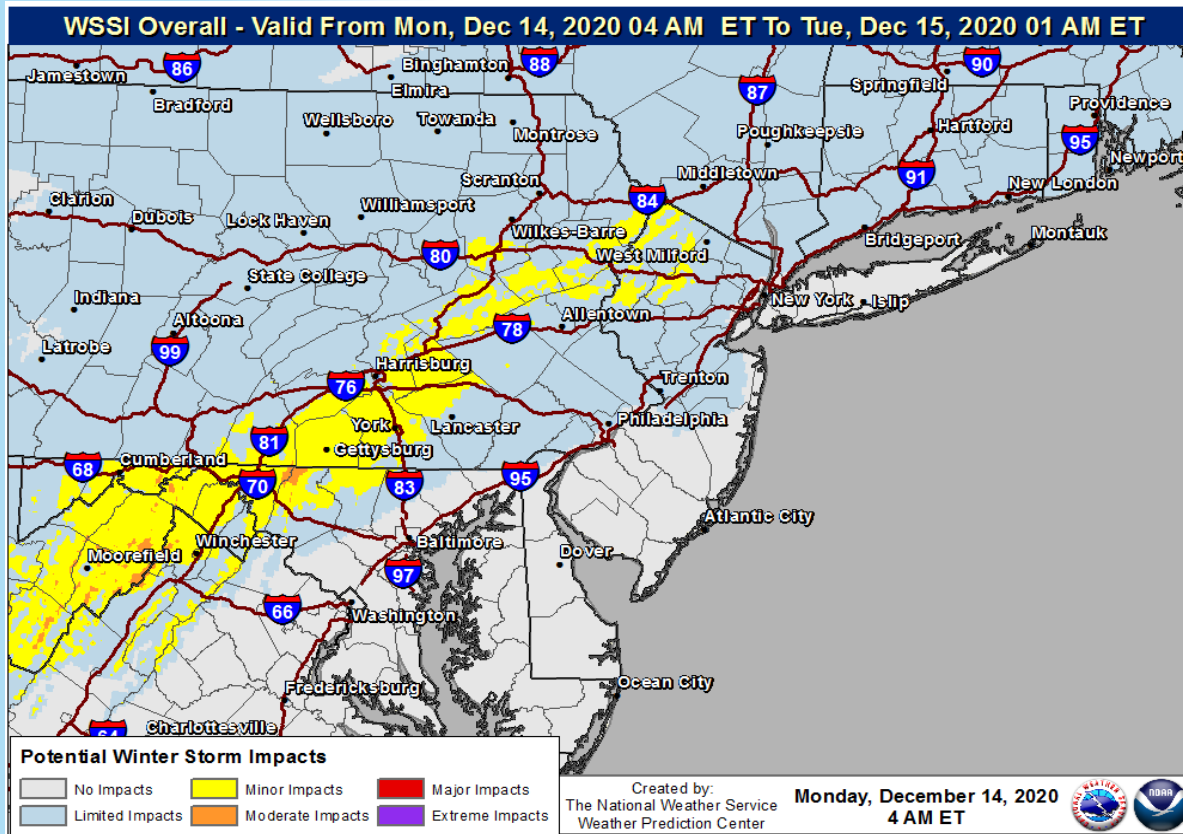 WSSI Overall - Valid From Mon, Dec 14, 2020 04 AM ET To Tue, Dec 15, 2020 01 AM ET
Jamestown
86
Binghamton
88
90
Bradford
Elmira
87
Springfield
Providence
Wellsboro
Towanda
Montrose
Poughkeepsie
Hartford
95
Newport
Scranton
Middletown
91
New London
Clarion
Dubois
Lock Haven
Williamsport
84
Wilkes-Barre
Bridgeport
Montauk
80
West Milford
State College
Indiana
New York
Islip
Altoona
78
Allentown
Latrobe
99
Harrisburg
76
Trenton
York
Lancaster
Philadelphia
81
Gettysburg
68
Cumberland
70
83
95
Atlantic City
Winchester
Baltimore
Moorefield
Dover
97
66
Washington
Fredericksburg
Ocean City
Charlottesville
64
Potential Winter Storm Impacts
No Impacts
Minor Impacts
Major Impacts
Limited Impacts
Moderate Impacts
Extreme Impacts
Created by:
The National Weather Service
Weather Prediction Center
Monday, December 14, 2020
4 AM ET
NOAA